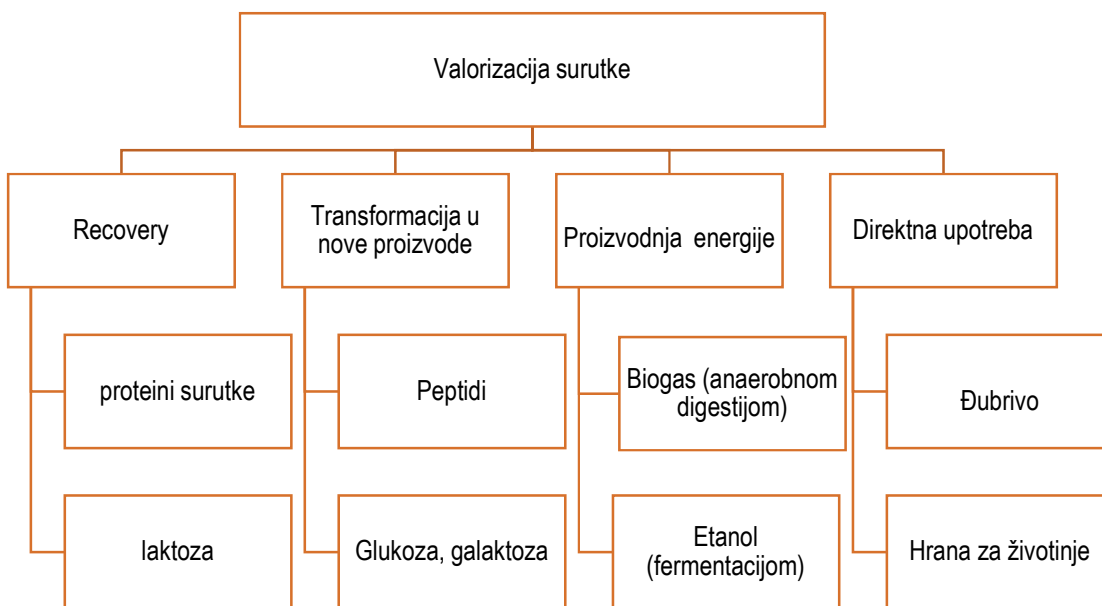 Valorizacija surutke
Recovery
Transformacija u
nove proizvode
Proizvodnja energije
Direktna upotreba
proteini surutke
Peptidi
Biogas (anaerobnom
digestijom)
Đubrivo
laktoza
Glukoza, galaktoza
Etanol
(fermentacijom)
Hrana za životinje